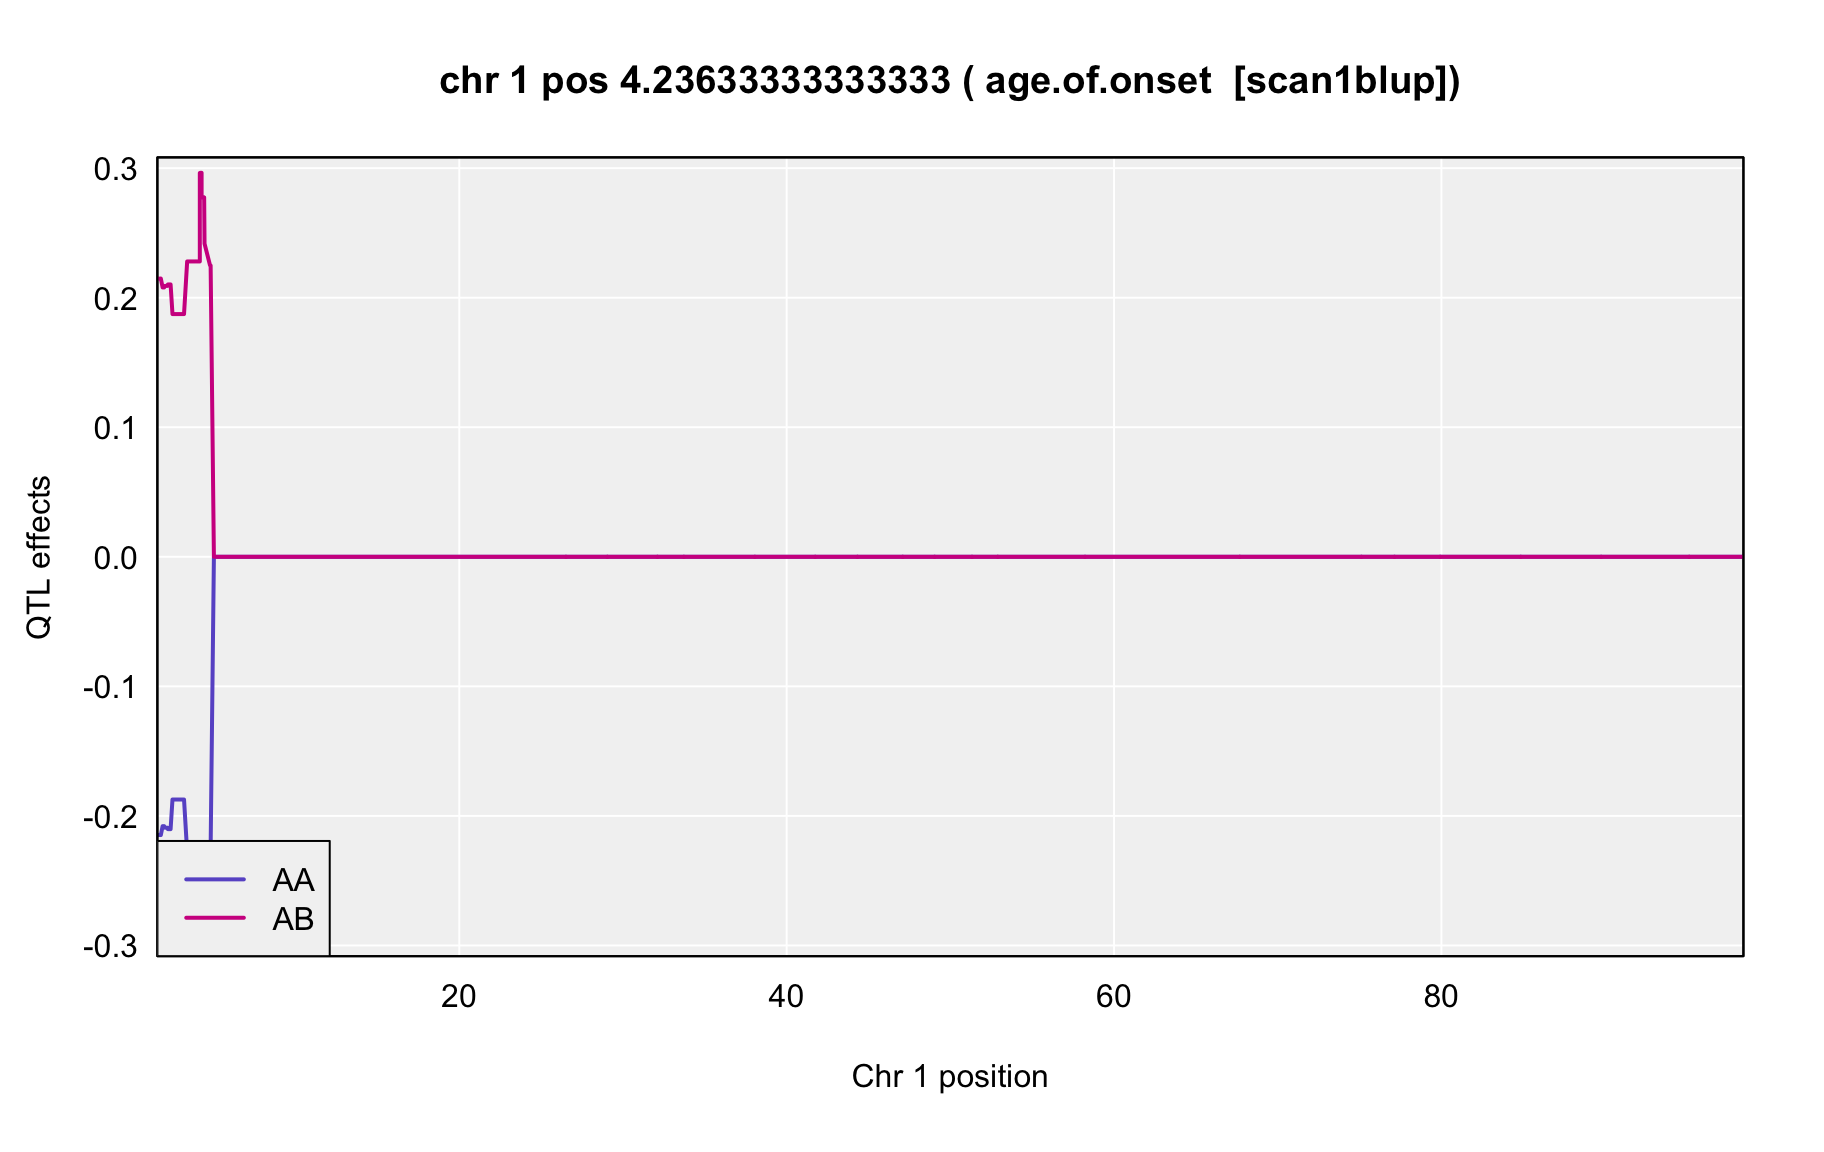 chr 1 pos 4.23633333333333 ( age.of.onset  [scan1blup])
0.3
0.2
0.1
0.0
-0.1
-0.2
-0.3
QTL effects
AA
AB
20 40 60 80
Chr 1 position